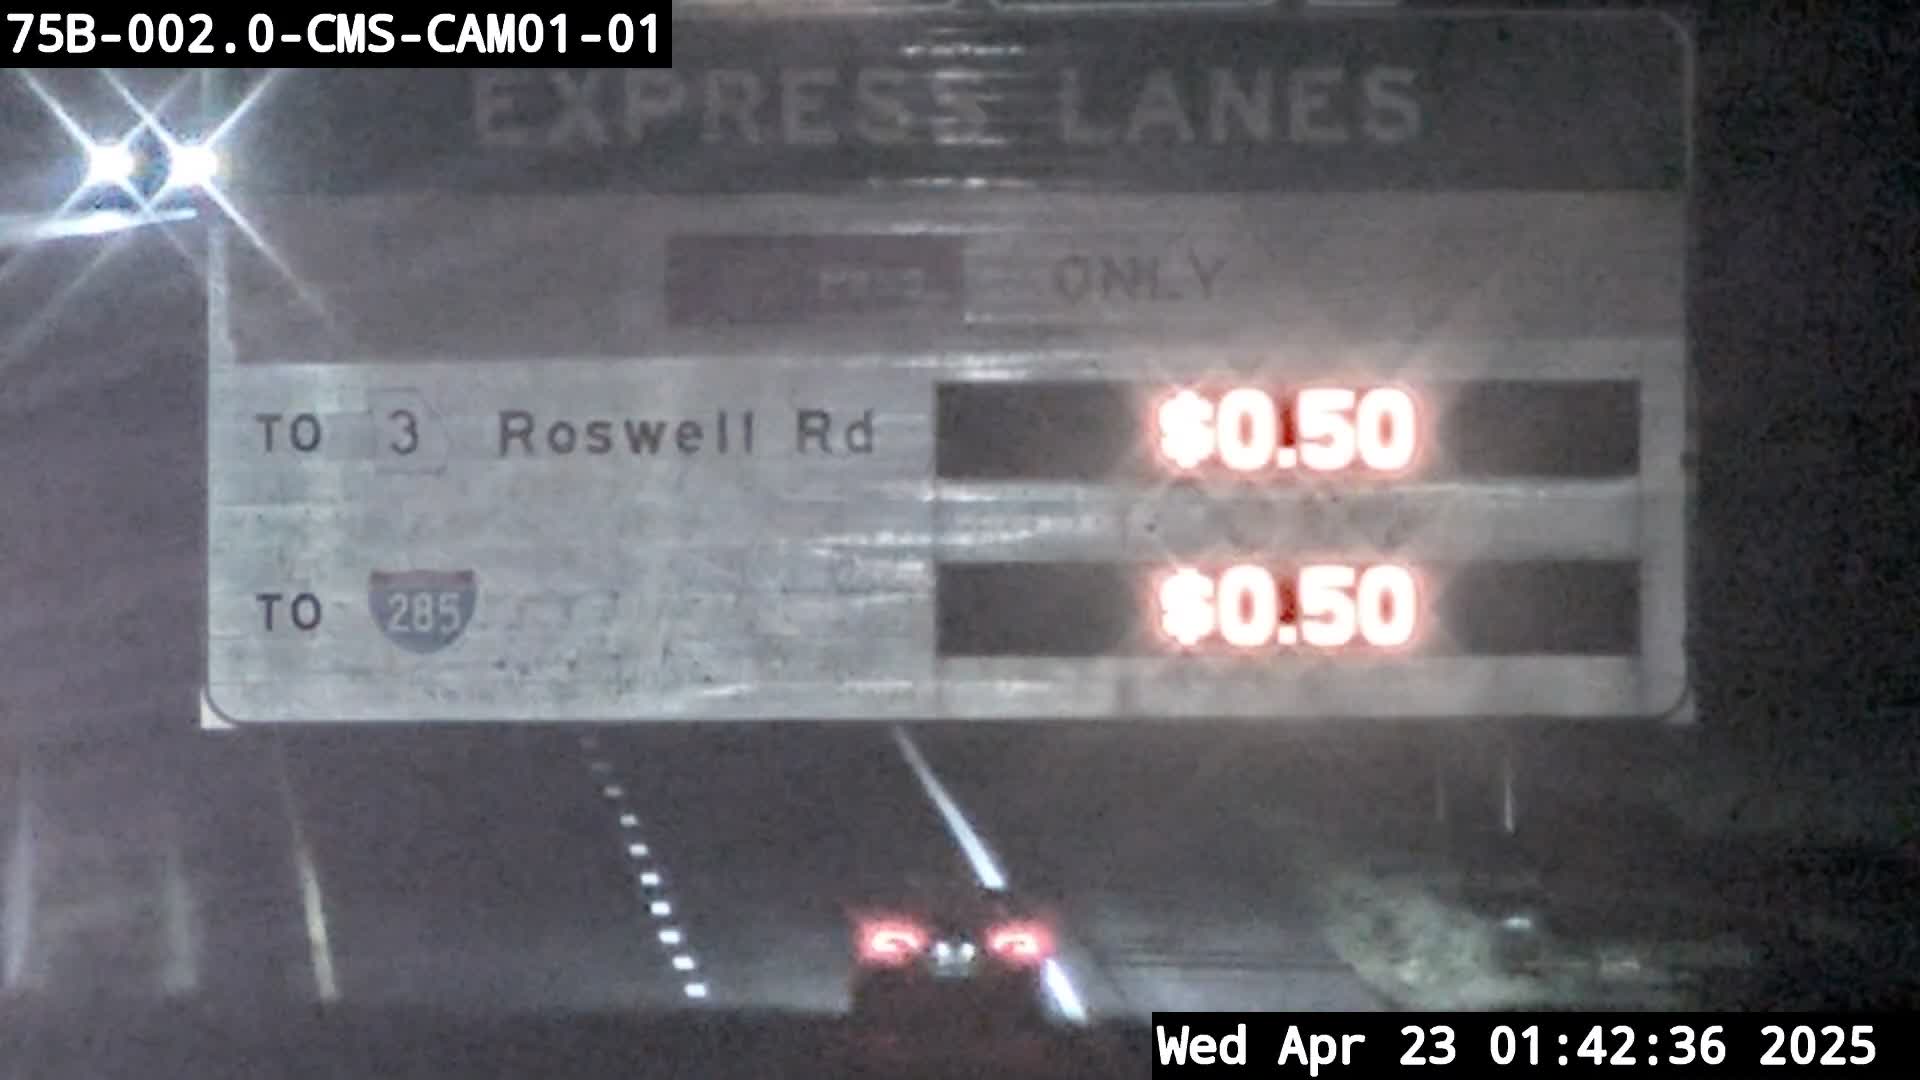 75B-002.0-CMS-CAM01-01
EXPRESS LANES
ONLY
TO 3 Roswell Rd $0.50
TO 285 $0.50
Wed Apr 23 01:42:36 2025